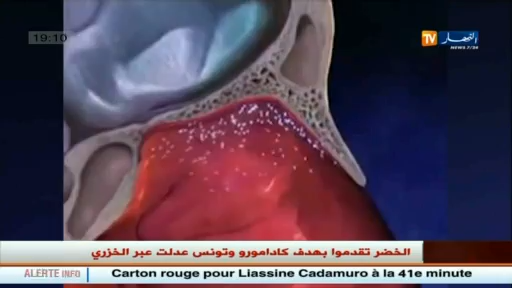 19:10
TV النهار
NEWS 7/24
الخضر تقدموا بهدف كادامورو وتونس عدلت عبر الخزري
ALERTE INFO Carton rouge pour Liassine Cadamuro à la 41e minute